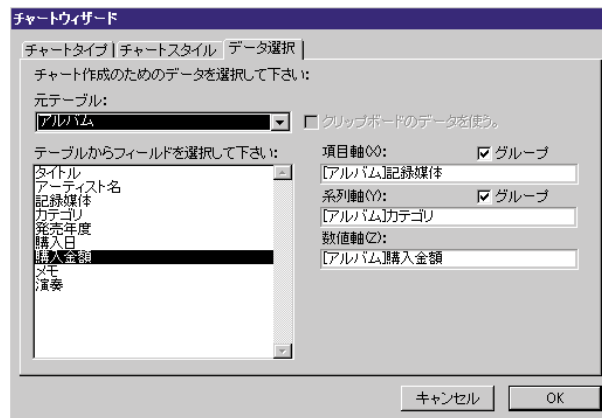 チャートウィザード
チャートタイプ チャートスタイル データ選択
チャート作成のためのデータを選択して下さい:
元テーブル:
アルバム
クリップボードのデータを使う。
テーブルからフィールドを選択して下さい:
タイトル
アーティスト名
記録媒体
カテゴリ
発売年度
購入日
購入金額
メモ
演奏
項目軸(X): グループ
[アルバム]記録媒体
系列軸(Y): グループ
[アルバム]カテゴリ
数値軸(Z):
[アルバム]購入金額
キャンセル OK